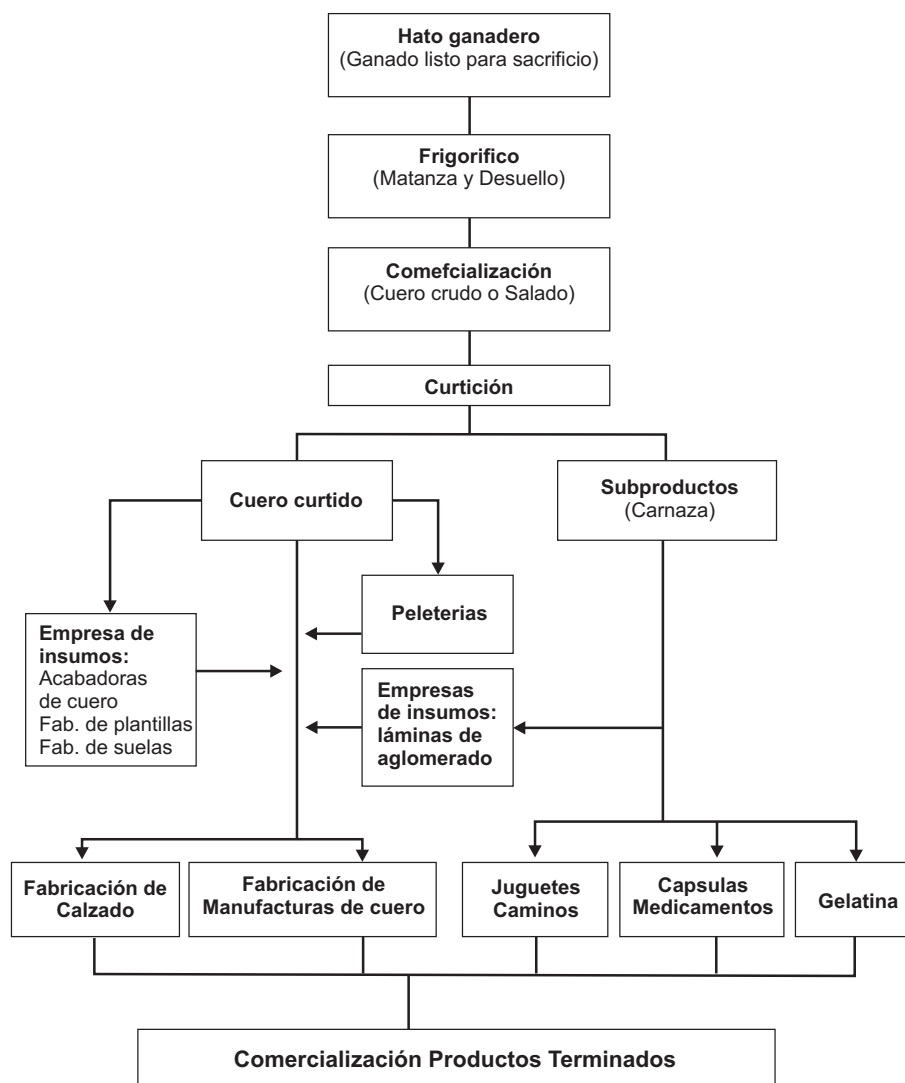 Hato ganadero
(Ganado listo para sacrificio)
Frigorifico
(Matanza y Desuello)
Comefcialización
(Cuero crudo o Salado)
Curtición
Cuero curtido
Subproductos
(Carnaza)
Peleterias
Empresa de
insumos:
Acabadoras
de cuero
Fab. de plantillas
Fab. de suelas
Empresas
de insumos:
láminas de
aglomerado
Fabricación de
Calzado
Fabricación de
Manufacturas de cuero
Juguetes
Caminos
Capsulas
Medicamentos
Gelatina
Comercialización Productos Terminados